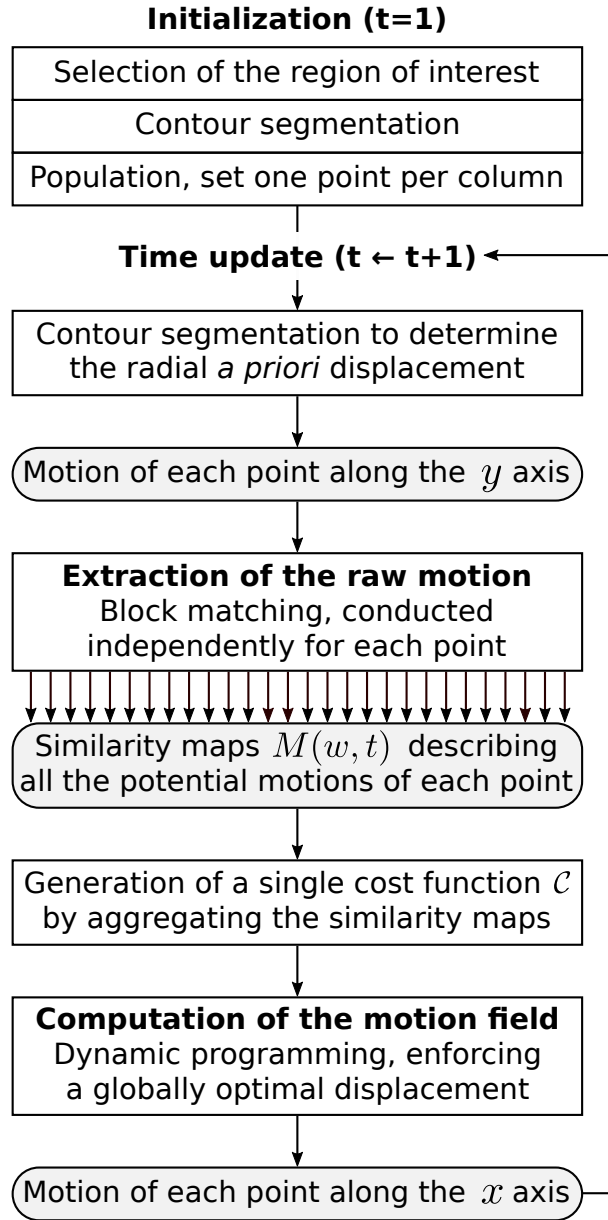 Initialization (t=1)
Selection of the region of interest
Contour segmentation
Population, set one point per column
Time update (t ← t+1)
Contour segmentation to determine
the radial a priori displacement
Motion of each point along the y axis
Extraction of the raw motion
Block matching, conducted
independently for each point
Similarity maps M(w, t) describing
all the potential motions of each point
Generation of a single cost function 𝒞
by aggregating the similarity maps
Computation of the motion field
Dynamic programming, enforcing
a globally optimal displacement
Motion of each point along the x axis